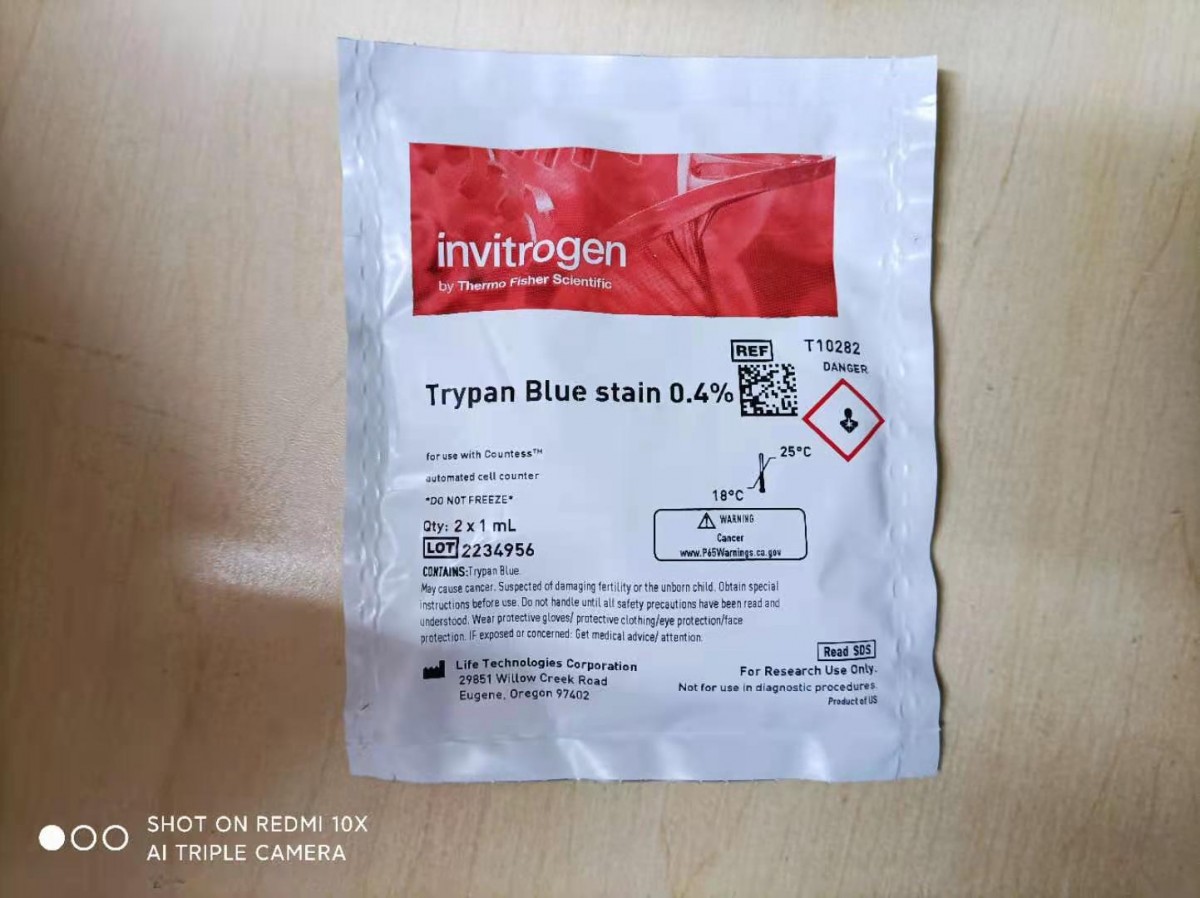 invitrogen
by Thermo Fisher Scientific
REF T10282
DANGER
Trypan Blue stain 0.4%
for use with Countess™
automated cell counter
*DO NOT FREEZE*
25°C
18°C
Qty: 2 x 1 mL
LOT 2234956
WARNING
Cancer
www.P65Warnings.ca.gov
CONTAINS:Trypan Blue.
May cause cancer. Suspected of damaging fertility or the unborn child. Obtain special
instructions before use. Do not handle until all safety precautions have been read and
understood. Wear protective gloves/ protective clothing/eye protection/face
protection. IF exposed or concerned: Get medical advice/ attention.
Life Technologies Corporation
29851 Willow Creek Road
Eugene, Oregon 97402
Read SDS
For Research Use Only.
Not for use in diagnostic procedures.
Product of US
SHOT ON REDMI 10X
AI TRIPLE CAMERA